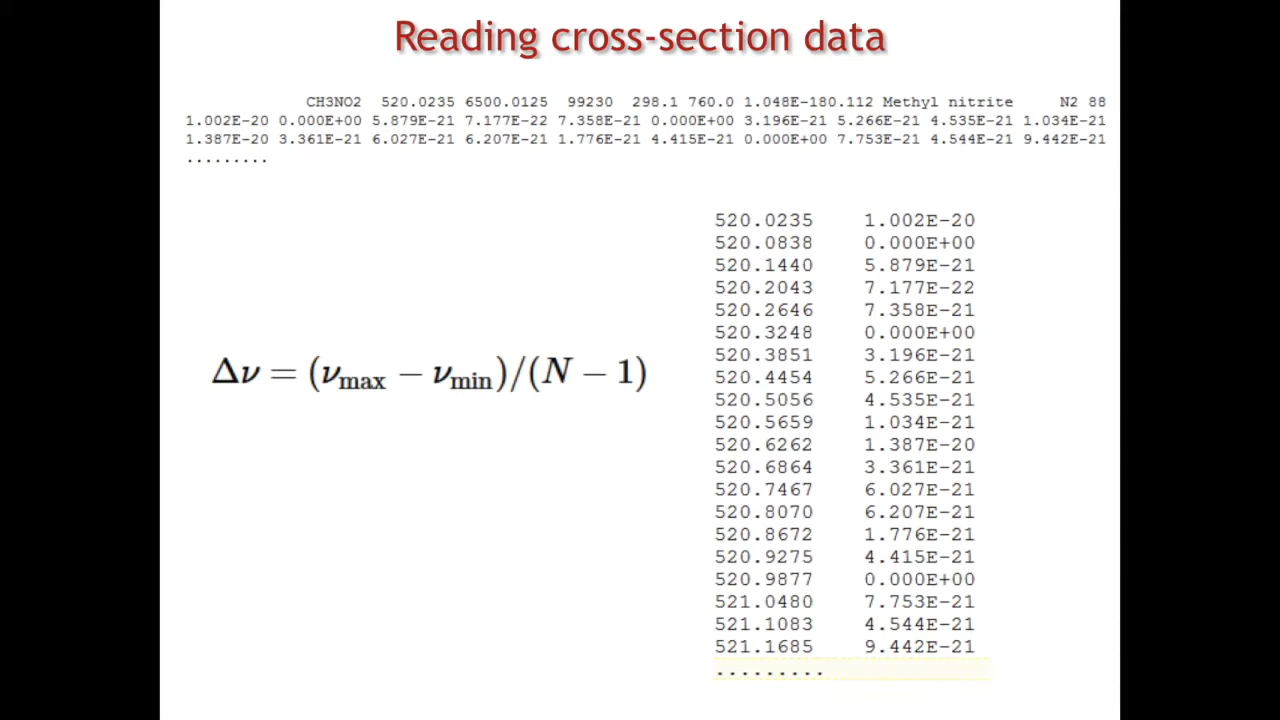 Reading cross-section data
CH3NO2 520.0235 6500.0125 99230 298.1 760.0 1.048E-180.112 Methyl nitrite N2 88
1.002E-20 0.000E+00 5.879E-21 7.177E-22 7.358E-21 0.000E+00 3.196E-21 5.266E-21 4.535E-21 1.034E-21
1.387E-20 3.361E-21 6.027E-21 6.207E-21 1.776E-21 4.415E-21 0.000E+00 7.753E-21 4.544E-21 9.442E-21
.........
Δν = (νmax − νmin)/(N − 1)
520.0235 1.002E-20
520.0838 0.000E+00
520.1440 5.879E-21
520.2043 7.177E-22
520.2646 7.358E-21
520.3248 0.000E+00
520.3851 3.196E-21
520.4454 5.266E-21
520.5056 4.535E-21
520.5659 1.034E-21
520.6262 1.387E-20
520.6864 3.361E-21
520.7467 6.027E-21
520.8070 6.207E-21
520.8672 1.776E-21
520.9275 4.415E-21
520.9877 0.000E+00
521.0480 7.753E-21
521.1083 4.544E-21
521.1685 9.442E-21
.........